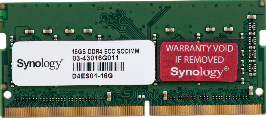 Synology
16GB DDR4 ECC SODIMM
03-43016G011
D4ES01-16G
WARRANTY VOID
IF REMOVED
Synology